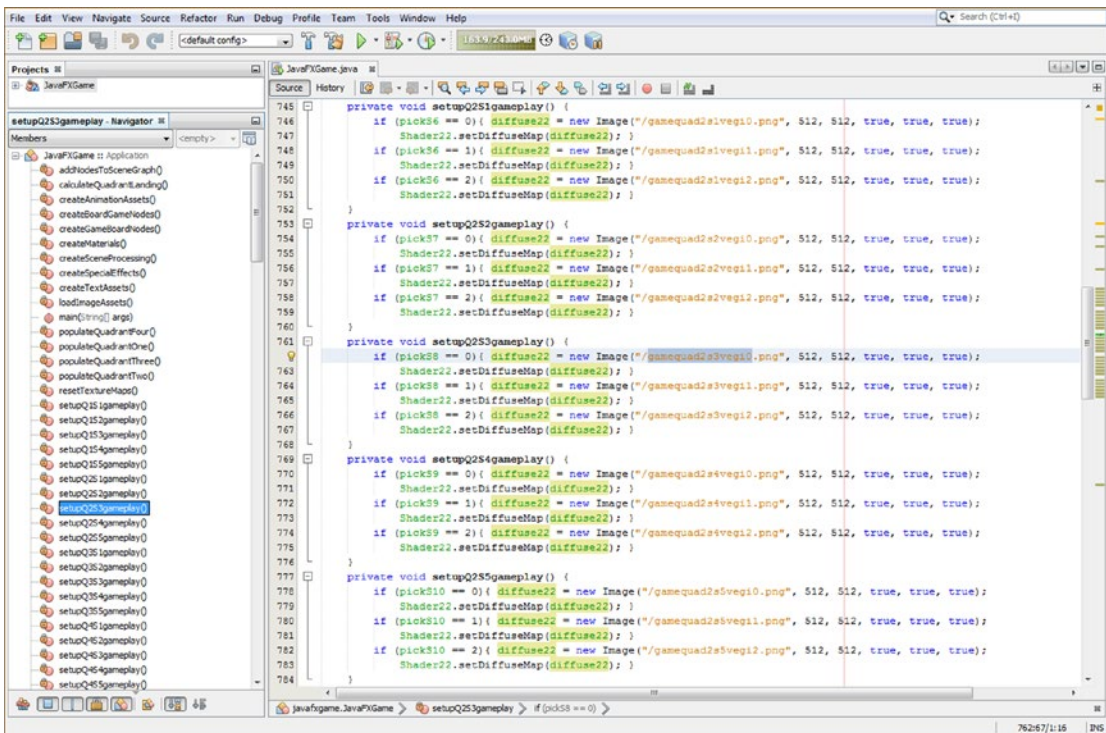 File Edit View Navigate Source Refactor Run Debug Profile Team Tools Window Help
Search (Ctrl+I)
<default config>
163.9/243.0MB
Projects
JavaFXGame
JavaFXGame.java
Source History
setupQ2S3gameplay - Navigator
Members
<empty>
JavaFXGame :: Application
addNodesToSceneGraph()
calculateQuadrantLanding()
createAnimationAssets()
createBoardGameNodes()
createGameBoardNodes()
createMaterials()
createSceneProcessing()
createSpecialEffects()
createTextAssets()
loadImageAssets()
main(String[] args)
populateQuadrantFour()
populateQuadrantOne()
populateQuadrantThree()
populateQuadrantTwo()
resetTextureMaps()
setupQ1S1gameplay()
setupQ1S2gameplay()
setupQ1S3gameplay()
setupQ1S4gameplay()
setupQ1S5gameplay()
setupQ2S1gameplay()
setupQ2S2gameplay()
setupQ2S3gameplay()
setupQ2S4gameplay()
setupQ2S5gameplay()
setupQ3S1gameplay()
setupQ3S2gameplay()
setupQ3S3gameplay()
setupQ3S4gameplay()
setupQ3S5gameplay()
setupQ4S1gameplay()
setupQ4S2gameplay()
setupQ4S3gameplay()
setupQ4S4gameplay()
setupQ4S5gameplay()
745 private void setupQ2S1gameplay() {
746 if (pickS6 == 0){ diffuse22 = new Image("/gamequad2s1vegi0.png", 512, 512, true, true, true);
747 Shader22.setDiffuseMap(diffuse22); }
748 if (pickS6 == 1){ diffuse22 = new Image("/gamequad2s1vegi1.png", 512, 512, true, true, true);
749 Shader22.setDiffuseMap(diffuse22); }
750 if (pickS6 == 2){ diffuse22 = new Image("/gamequad2s1vegi2.png", 512, 512, true, true, true);
751 Shader22.setDiffuseMap(diffuse22); }
752 }
753 private void setupQ2S2gameplay() {
754 if (pickS7 == 0){ diffuse22 = new Image("/gamequad2s2vegi0.png", 512, 512, true, true, true);
755 Shader22.setDiffuseMap(diffuse22); }
756 if (pickS7 == 1){ diffuse22 = new Image("/gamequad2s2vegi1.png", 512, 512, true, true, true);
757 Shader22.setDiffuseMap(diffuse22); }
758 if (pickS7 == 2){ diffuse22 = new Image("/gamequad2s2vegi2.png", 512, 512, true, true, true);
759 Shader22.setDiffuseMap(diffuse22); }
760 }
761 private void setupQ2S3gameplay() {
if (pickS8 == 0){ diffuse22 = new Image("/gamequad2s3vegi0.png", 512, 512, true, true, true);
763 Shader22.setDiffuseMap(diffuse22); }
764 if (pickS8 == 1){ diffuse22 = new Image("/gamequad2s3vegi1.png", 512, 512, true, true, true);
765 Shader22.setDiffuseMap(diffuse22); }
766 if (pickS8 == 2){ diffuse22 = new Image("/gamequad2s3vegi2.png", 512, 512, true, true, true);
767 Shader22.setDiffuseMap(diffuse22); }
768 }
769 private void setupQ2S4gameplay() {
770 if (pickS9 == 0){ diffuse22 = new Image("/gamequad2s4vegi0.png", 512, 512, true, true, true);
771 Shader22.setDiffuseMap(diffuse22); }
772 if (pickS9 == 1){ diffuse22 = new Image("/gamequad2s4vegi1.png", 512, 512, true, true, true);
773 Shader22.setDiffuseMap(diffuse22); }
774 if (pickS9 == 2){ diffuse22 = new Image("/gamequad2s4vegi2.png", 512, 512, true, true, true);
775 Shader22.setDiffuseMap(diffuse22); }
776 }
777 private void setupQ2S5gameplay() {
778 if (pickS10 == 0){ diffuse22 = new Image("/gamequad2s5vegi0.png", 512, 512, true, true, true);
779 Shader22.setDiffuseMap(diffuse22); }
780 if (pickS10 == 1){ diffuse22 = new Image("/gamequad2s5vegi1.png", 512, 512, true, true, true);
781 Shader22.setDiffuseMap(diffuse22); }
782 if (pickS10 == 2){ diffuse22 = new Image("/gamequad2s5vegi2.png", 512, 512, true, true, true);
783 Shader22.setDiffuseMap(diffuse22); }
784 }
javafxgame.JavaFXGame setupQ2S3gameplay if (pickS8 == 0)
762:67/1:16 INS